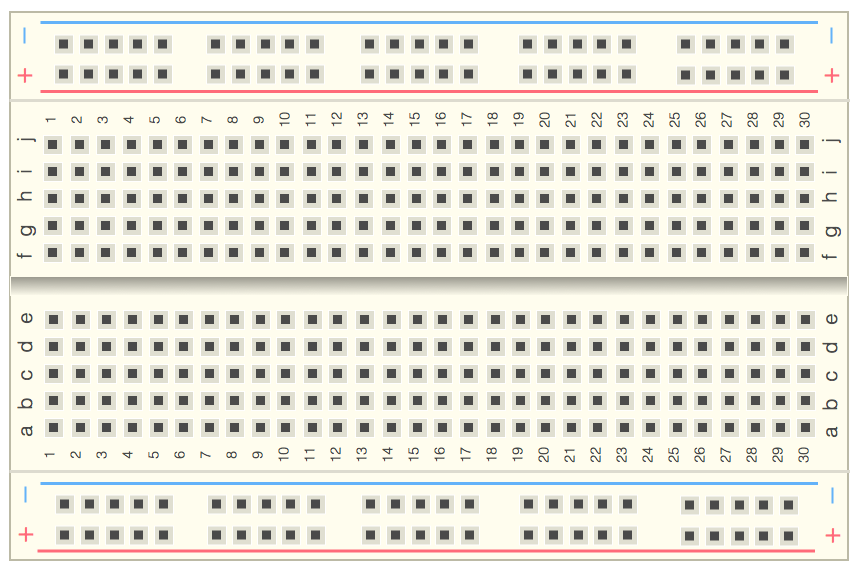 − −
+ +
1 2 3 4 5 6 7 8 9 10 11 12 13 14 15 16 17 18 19 20 21 22 23 24 25 26 27 28 29 30
j j
i i
h h
g g
f f
e e
d d
c c
b b
a a
1 2 3 4 5 6 7 8 9 10 11 12 13 14 15 16 17 18 19 20 21 22 23 24 25 26 27 28 29 30
− −
+ +